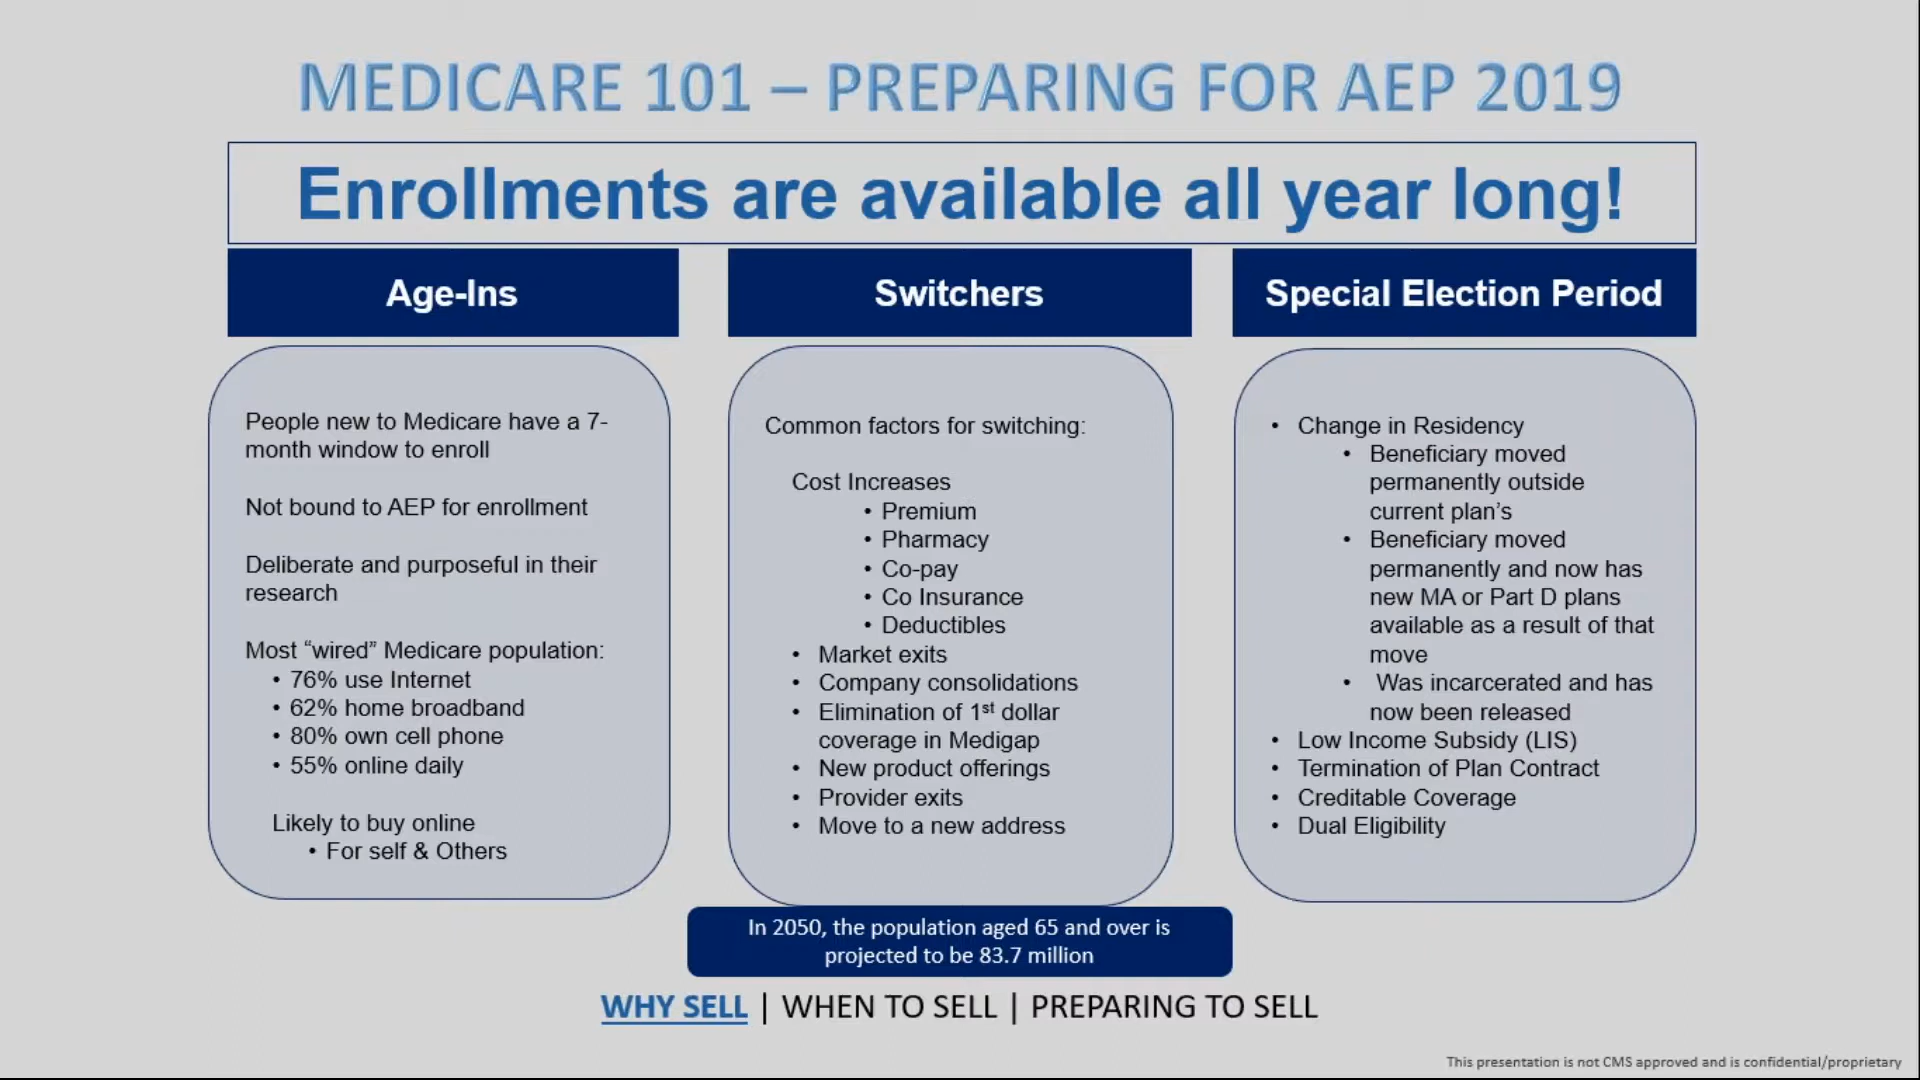 MEDICARE 101 – PREPARING FOR AEP 2019
Enrollments are available all year long!
Age-Ins
People new to Medicare have a 7-
month window to enroll
Not bound to AEP for enrollment
Deliberate and purposeful in their
research
Most “wired” Medicare population:
• 76% use Internet
• 62% home broadband
• 80% own cell phone
• 55% online daily
Likely to buy online
• For self & Others
Switchers
Common factors for switching:
Cost Increases
• Premium
• Pharmacy
• Co-pay
• Co Insurance
• Deductibles
• Market exits
• Company consolidations
• Elimination of 1st dollar
coverage in Medigap
• New product offerings
• Provider exits
• Move to a new address
Special Election Period
• Change in Residency
• Beneficiary moved
permanently outside
current plan’s
• Beneficiary moved
permanently and now has
new MA or Part D plans
available as a result of that
move
• Was incarcerated and has
now been released
• Low Income Subsidy (LIS)
• Termination of Plan Contract
• Creditable Coverage
• Dual Eligibility
In 2050, the population aged 65 and over is
projected to be 83.7 million
WHY SELL | WHEN TO SELL | PREPARING TO SELL
This presentation is not CMS approved and is confidential/proprietary